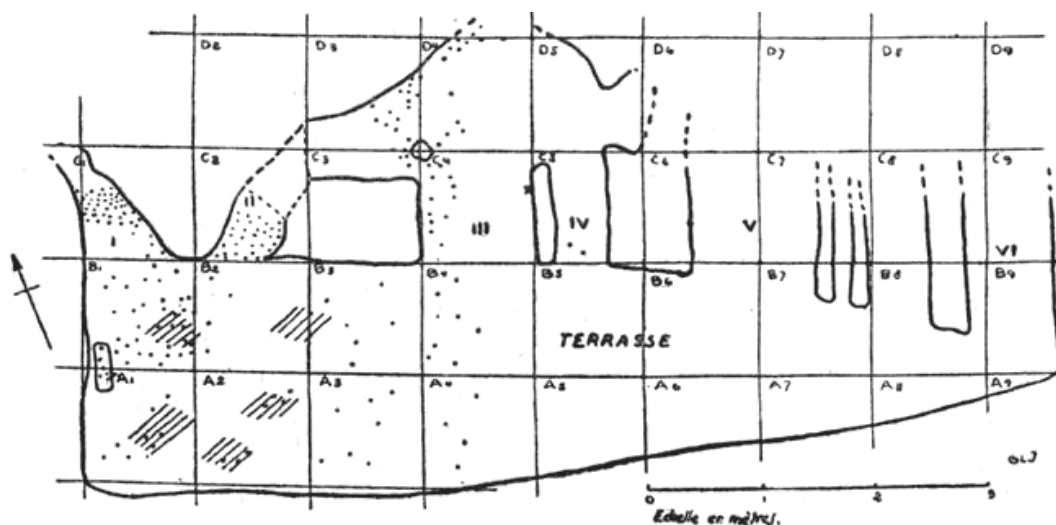 D2 D3 D4 D5 D6 D7 D8 D9
C2 C3 C4 C5 C6 C7 C8 C9
I II III IV V VI
B1 B2 B3 B4 B5 B6 B7 B8 B9
TERRASSE
A1 A2 A3 A4 A5 A6 A7 A8 A9
0 1 2 3
Echelle en mètres.